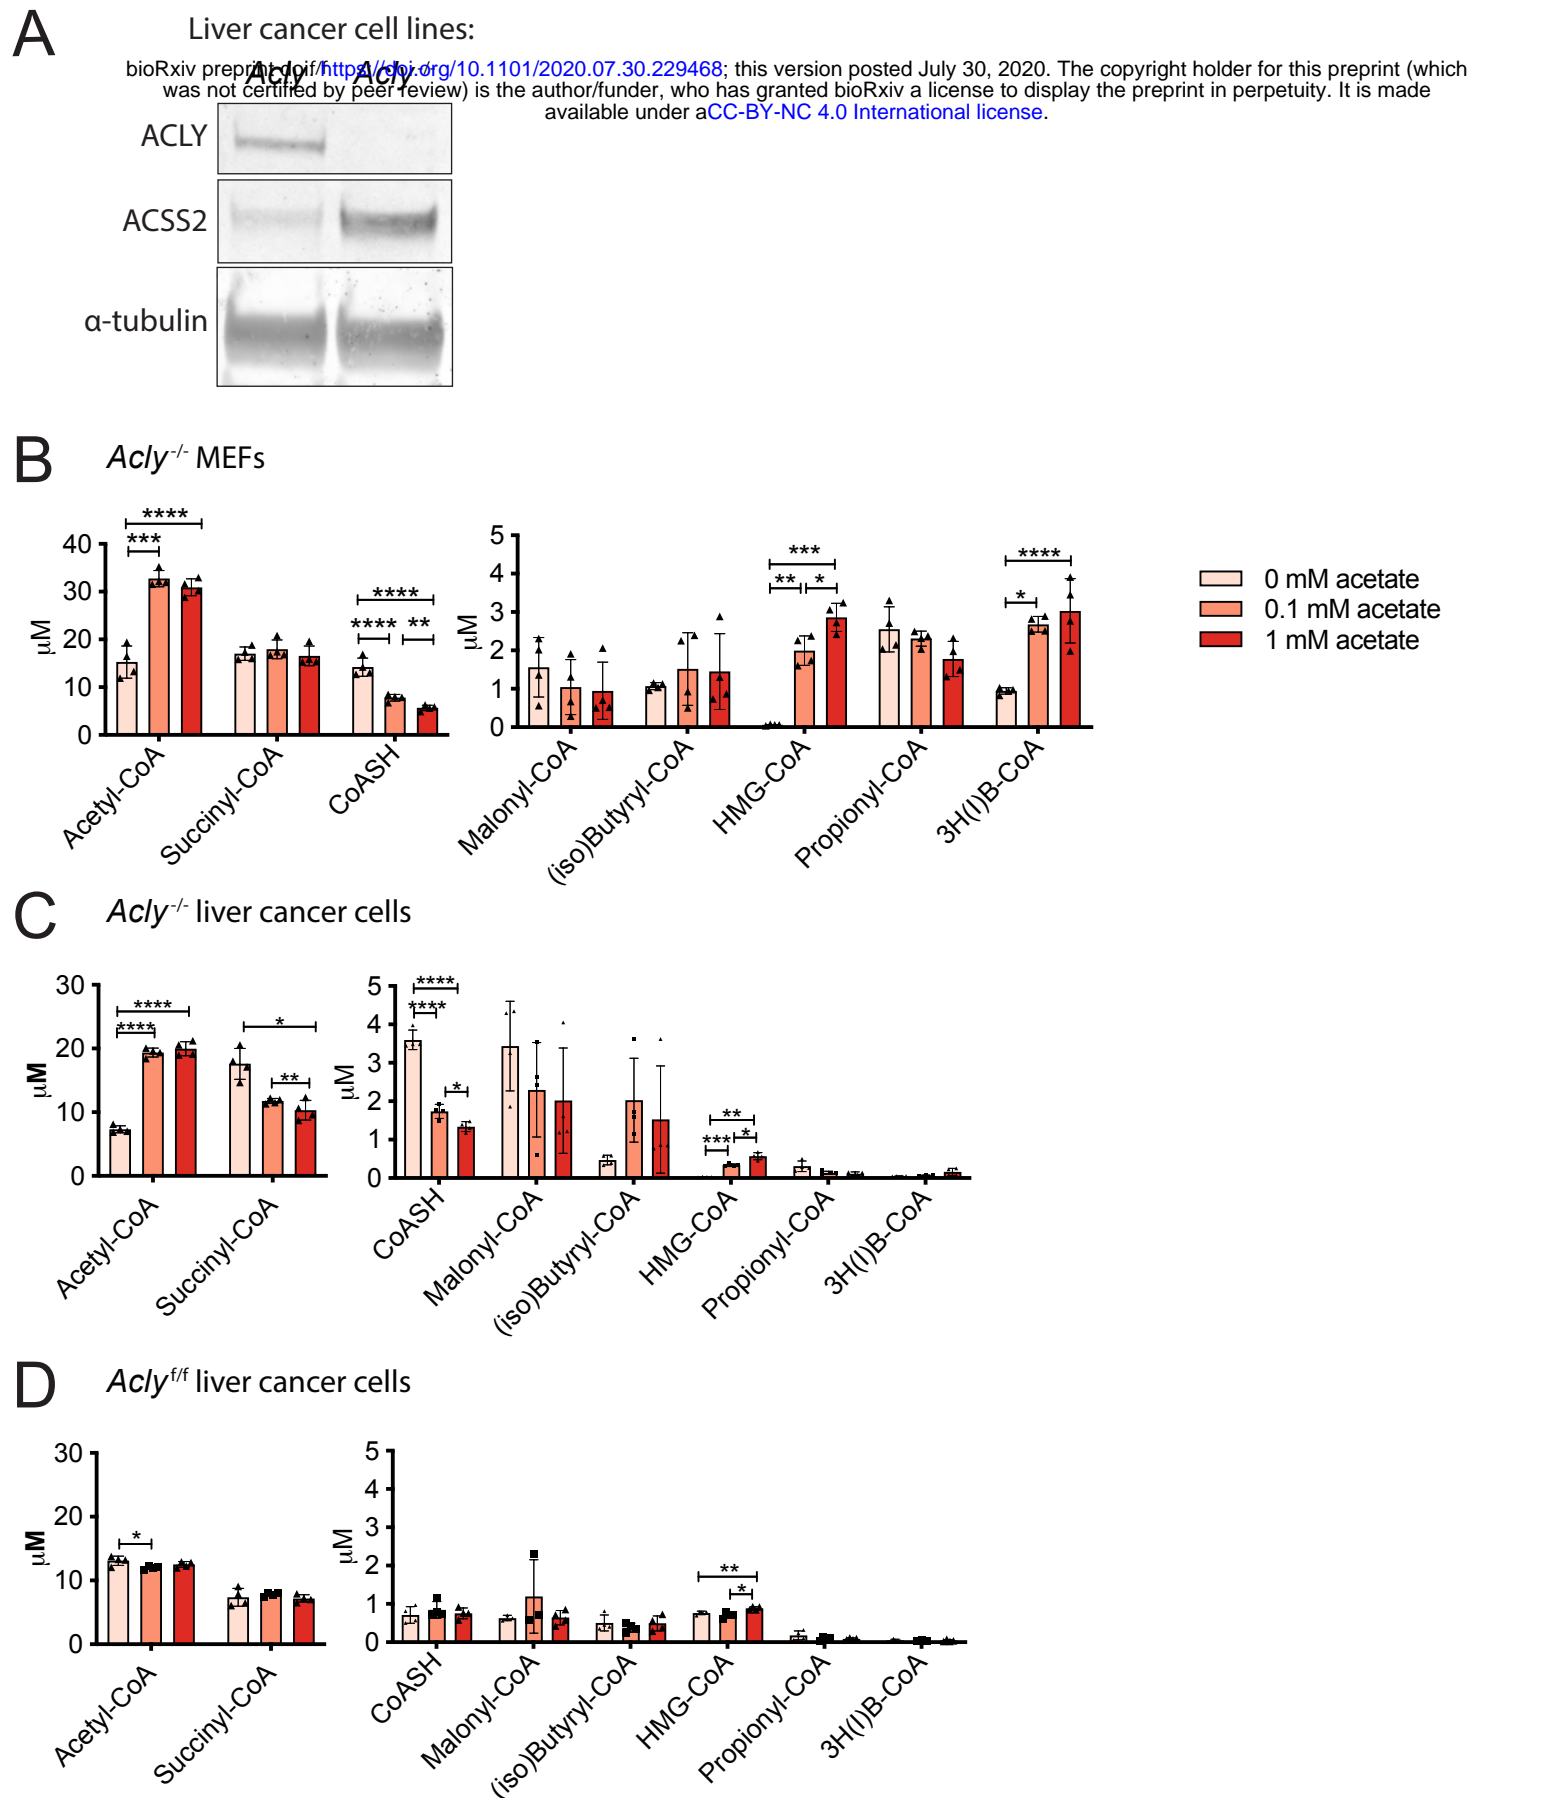 A
Liver cancer cell lines:
bioRxiv preprint doi: https://doi.org/10.1101/2020.07.30.229468; this version posted July 30, 2020. The copyright holder for this preprint (which
was not certified by peer review) is the author/funder, who has granted bioRxiv a license to display the preprint in perpetuity. It is made
available under aCC-BY-NC 4.0 International license.
Acly f/f Acly -/-
ACLY
ACSS2
α-tubulin
B
Acly -/- MEFs
**** 
***
****
**** **
40
30
20
10
0
μM
Acetyl-CoA
Succinyl-CoA
CoASH
***
** *
****
*
5
4
3
2
1
0
μM
Malonyl-CoA
(iso)Butyryl-CoA
HMG-CoA
Propionyl-CoA
3H(I)B-CoA
0 mM acetate
0.1 mM acetate
1 mM acetate
C
Acly -/- liver cancer cells
****
****
*
**
30
20
10
0
μM
Acetyl-CoA
Succinyl-CoA
****
****
*
**
*** *
5
4
3
2
1
0
μM
CoASH
Malonyl-CoA
(iso)Butyryl-CoA
HMG-CoA
Propionyl-CoA
3H(I)B-CoA
D
Acly f/f liver cancer cells
*
30
20
10
0
μM
Acetyl-CoA
Succinyl-CoA
**
*
5
4
3
2
1
0
μM
CoASH
Malonyl-CoA
(iso)Butyryl-CoA
HMG-CoA
Propionyl-CoA
3H(I)B-CoA